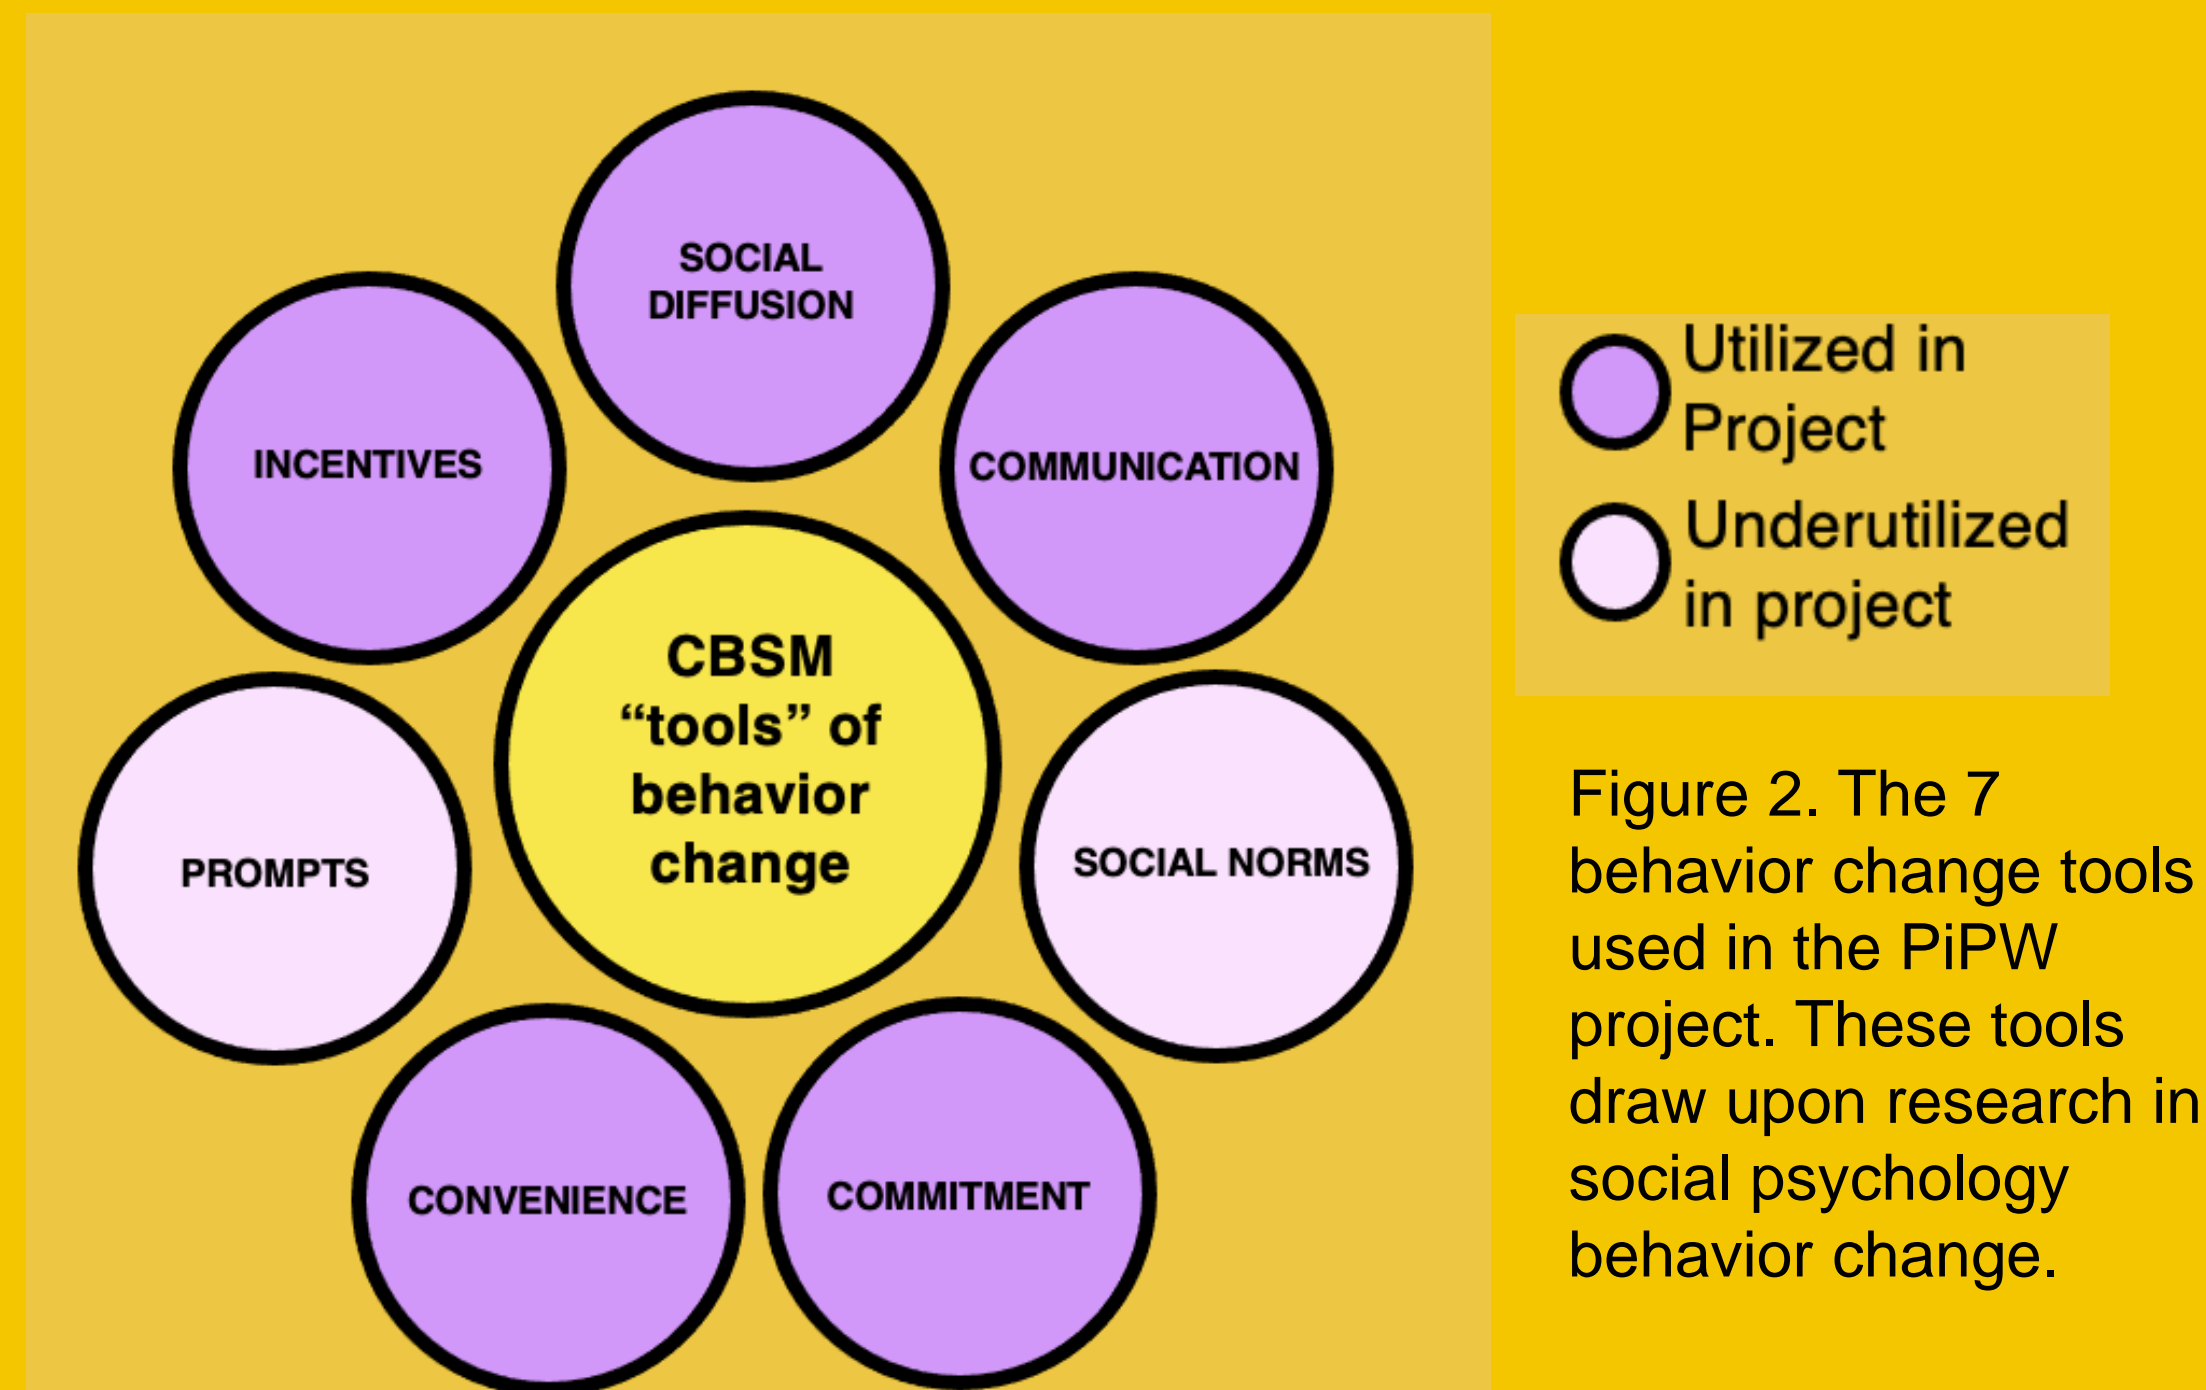 SOCIAL
DIFFUSION
INCENTIVES
COMMUNICATION
CBSM
“tools” of
behavior
change
PROMPTS
SOCIAL NORMS
CONVENIENCE
COMMITMENT
Utilized in
Project
Underutilized
in project
Figure 2. The 7
behavior change tools
used in the PiPW
project. These tools
draw upon research in
social psychology
behavior change.